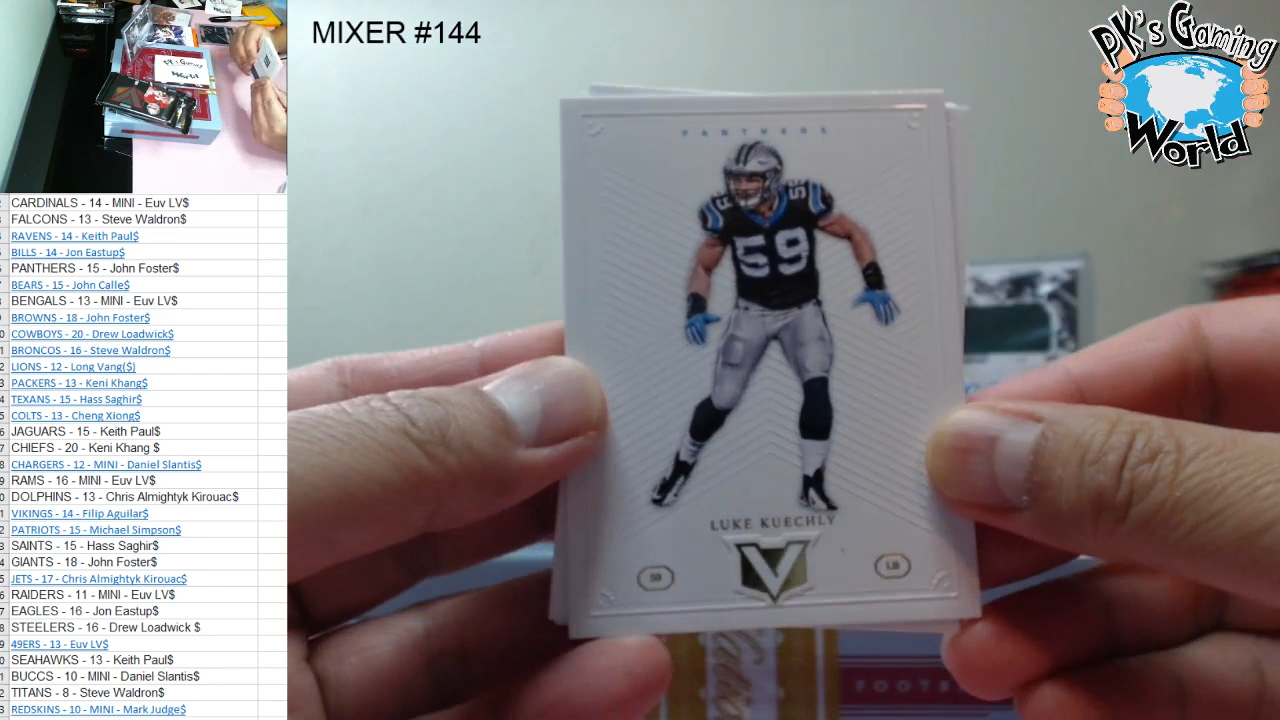 MIXER #144
PK's Gaming
World
CARDINALS - 14 - MINI - Euv LV$
FALCONS - 13 - Steve Waldron$
RAVENS - 14 - Keith Paul$
BILLS - 14 - Jon Eastup$
PANTHERS - 15 - John Foster$
BEARS - 15 - John Calle$
BENGALS - 13 - MINI - Euv LV$
BROWNS - 18 - John Foster$
COWBOYS - 20 - Drew Loadwick$
BRONCOS - 16 - Steve Waldron$
LIONS - 12 - Long Vang($)
PACKERS - 13 - Keni Khang$
TEXANS - 15 - Hass Saghir$
COLTS - 13 - Cheng Xiong$
JAGUARS - 15 - Keith Paul$
CHIEFS - 20 - Keni Khang $
CHARGERS - 12 - MINI - Daniel Slantis$
RAMS - 16 - MINI - Euv LV$
DOLPHINS - 13 - Chris Almightyk Kirouac$
VIKINGS - 14 - Filip Aguilar$
PATRIOTS - 15 - Michael Simpson$
SAINTS - 15 - Hass Saghir$
GIANTS - 18 - John Foster$
JETS - 17 - Chris Almightyk Kirouac$
RAIDERS - 11 - MINI - Euv LV$
EAGLES - 16 - Jon Eastup$
STEELERS - 16 - Drew Loadwick $
49ERS - 13 - Euv LV$
SEAHAWKS - 13 - Keith Paul$
BUCCS - 10 - MINI - Daniel Slantis$
TITANS - 8 - Steve Waldron$
REDSKINS - 10 - MINI - Mark Judge$
PANTHERS
59
59
59
LUKE KUECHLY
V
59
LB
PK's Gaming
World